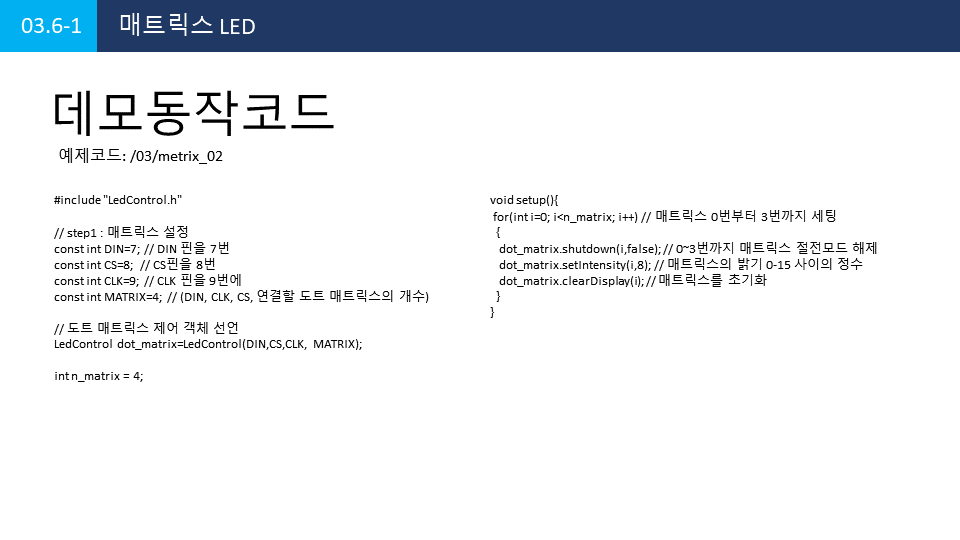 03.6-1
매트릭스 LED
데모동작코드
예제코드: /03/metrix_02
#include "LedControl.h"
// step1 : 매트릭스 설정
const int DIN=7; // DIN 핀을 7번
const int CS=8;  // CS핀을 8번
const int CLK=9; // CLK 핀을 9번에
const int MATRIX=4; // (DIN, CLK, CS, 연결할 도트 매트릭스의 개수)
// 도트 매트릭스 제어 객체 선언
LedControl dot_matrix=LedControl(DIN,CS,CLK, MATRIX);
int n_matrix = 4;
void setup(){
for(int i=0; i<n_matrix; i++) // 매트릭스 0번부터 3번까지 세팅
{
dot_matrix.shutdown(i,false); // 0~3번까지 매트릭스 절전모드 해제
dot_matrix.setIntensity(i,8); // 매트릭스의 밝기 0-15 사이의 정수
dot_matrix.clearDisplay(i); // 매트릭스를 초기화
}
}